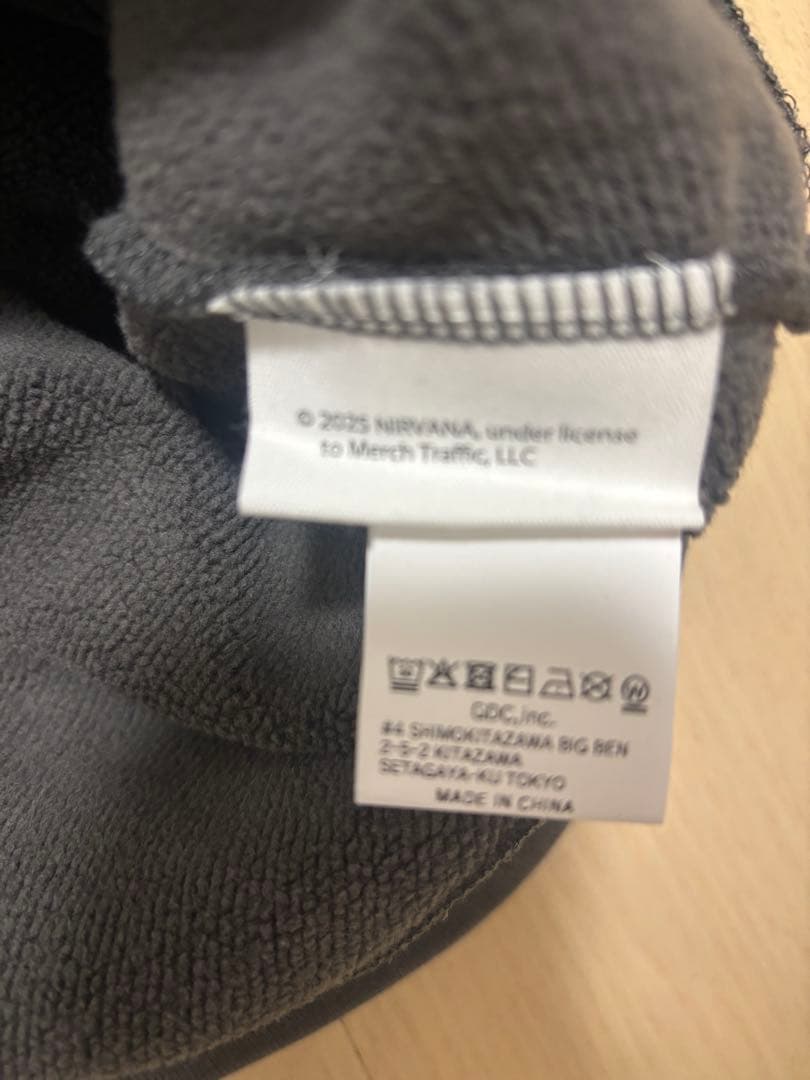 © 2025 NIRVANA, under license
to Merch Traffic, LLC
GDC,inc.
#4 SHIMOKITAZAWA BIG BEN
2-5-2 KITAZAWA
SETAGAYA-KU TOKYO
MADE IN CHINA